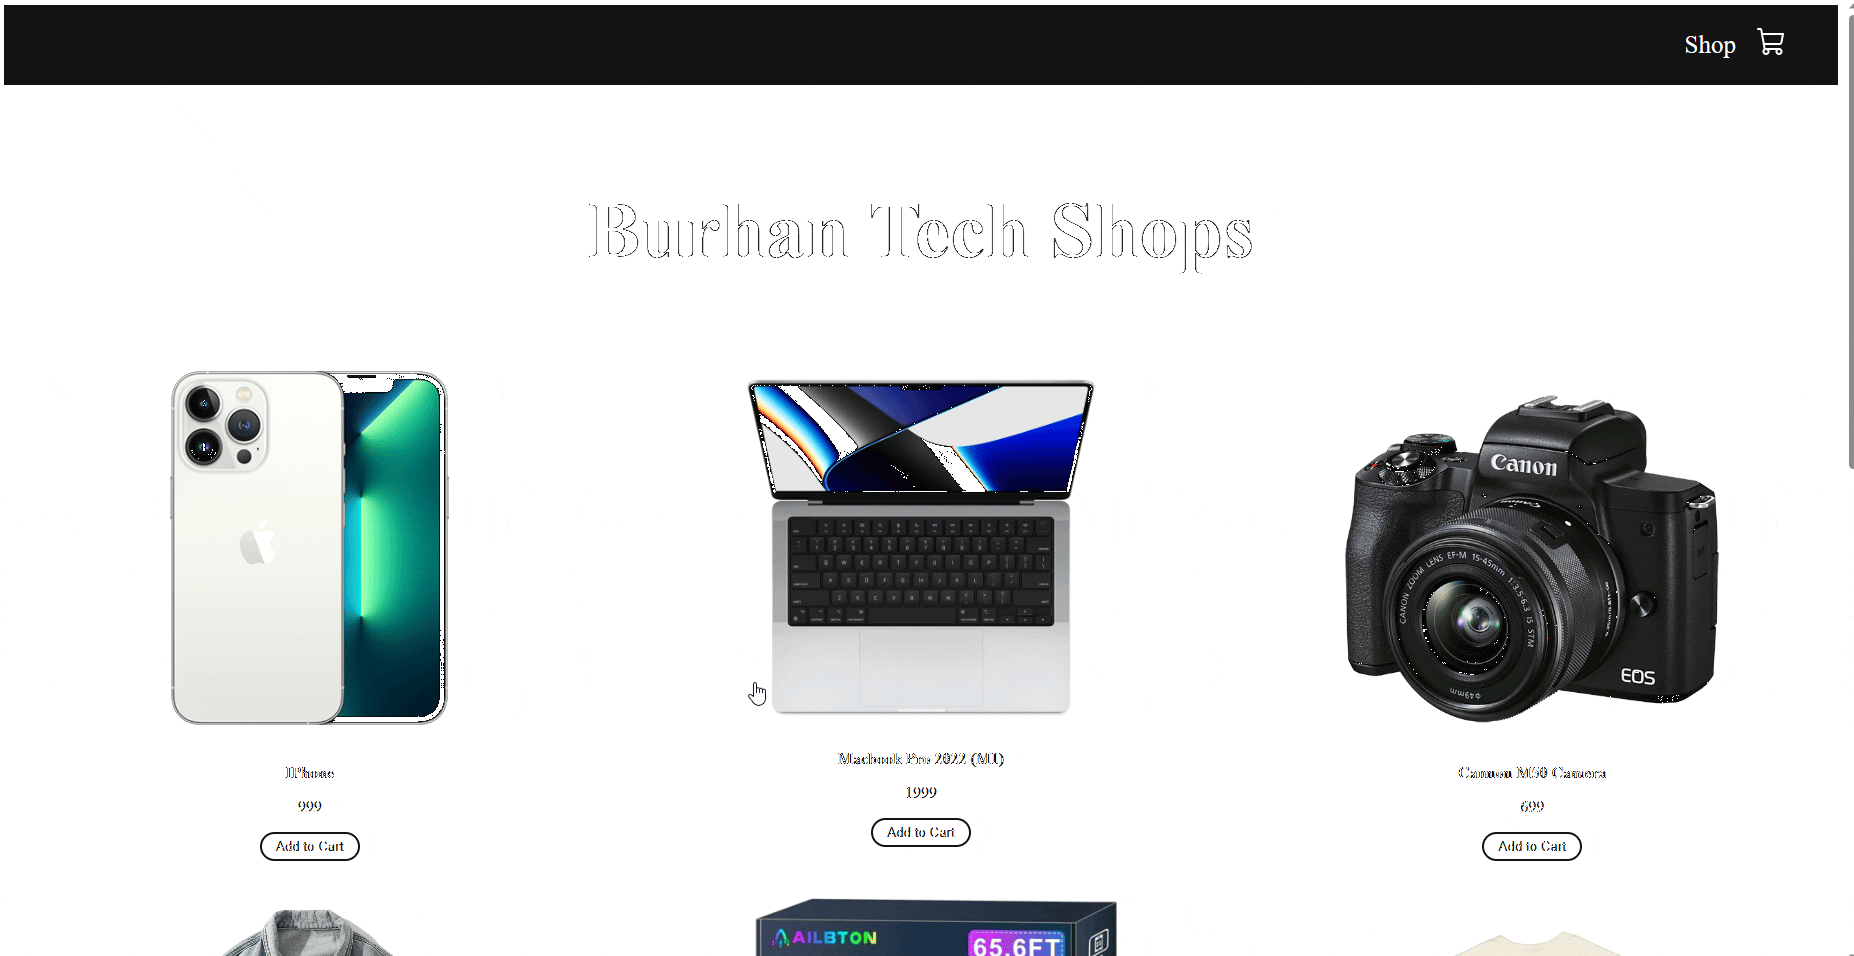 Shop
Burhan Tech Shops
Canon
CANON ZOOM LENS EF-M 15-45mm 1:3.5-6.3 IS STM
EOS
49mm
IPhone
999
Add to Cart
Macbook Pro 2022 (M1)
1999
Add to Cart
Cannon M50 Camera
699
Add to Cart
AILBTON
65.6FT